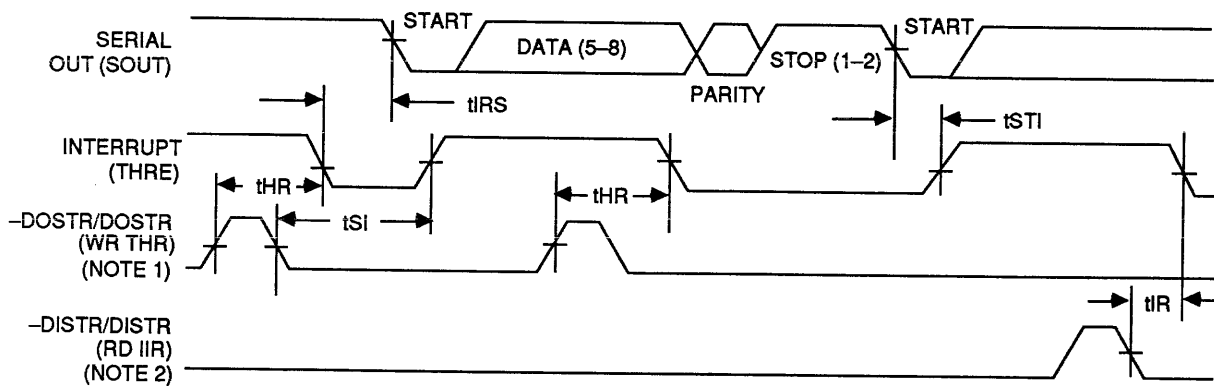 SERIAL
OUT (SOUT)
START
DATA (5–8)
PARITY
STOP (1–2)
START
tIRS
tSTI
INTERRUPT
(THRE)
tHR
tSI
tHR
–DOSTR/DOSTR
(WR THR)
(NOTE 1)
tIR
–DISTR/DISTR
(RD IIR)
(NOTE 2)